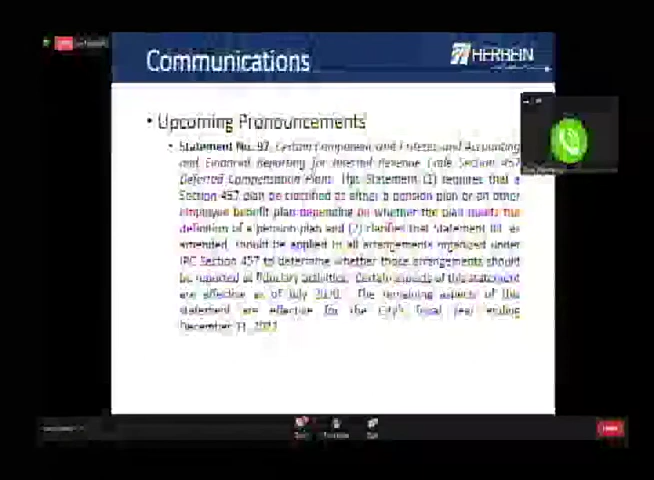 Communications
HERBEIN
• Upcoming Pronouncements
• Statement No. 97, Certain Component Unit Criteria, and Accounting
and Financial Reporting for Internal Revenue Code Section 457
Deferred Compensation Plans. This Statement (1) requires that a
Section 457 plan be classified as either a pension plan or an other
employee benefit plan depending on whether the plan meets the
definition of a pension plan and (2) clarifies that Statement 84, as
amended, should be applied to all arrangements organized under
IRC Section 457 to determine whether those arrangements should
be reported as fiduciary activities. Certain aspects of this statement
are effective as of July 2020. The remaining aspects of this
statement are effective for the City's fiscal year ending
December 31,